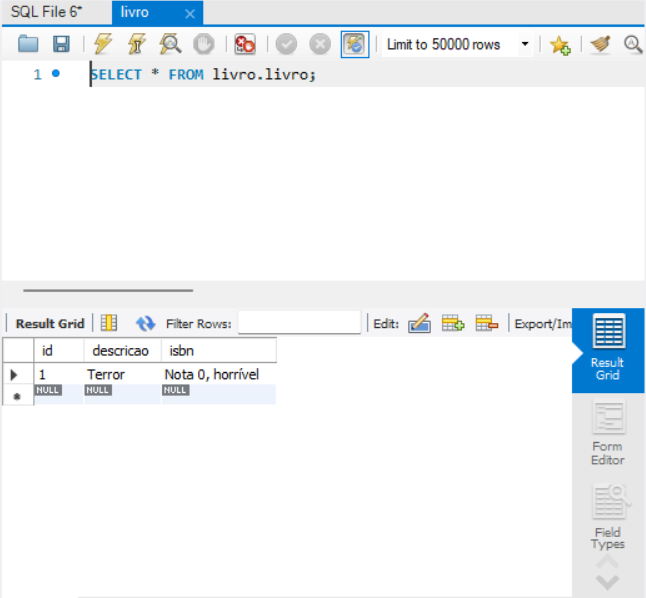 SQL File 6* livro
Limit to 50000 rows
1 SELECT * FROM livro.livro;
Result Grid Filter Rows: Edit: Export/Im
id descricao isbn
1 Terror Nota 0, horrível
NULL NULL NULL
Result
Grid
Form
Editor
Field
Types